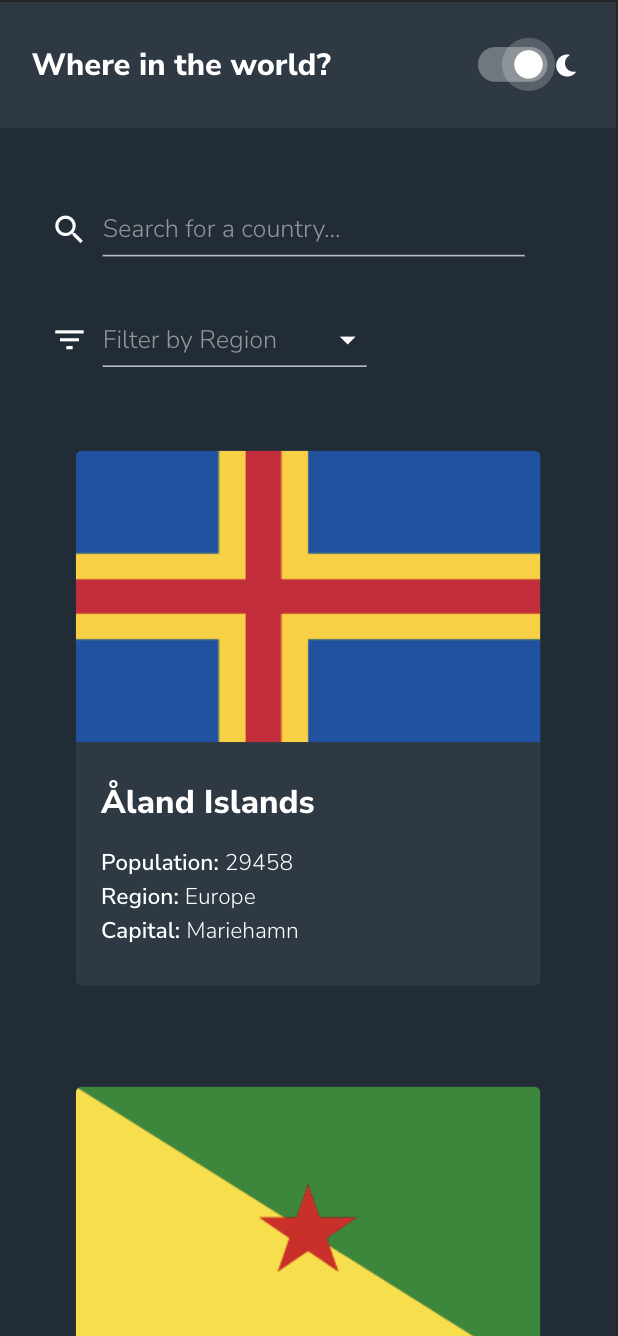 Where in the world?
Search for a country...
Filter by Region
Åland Islands
Population: 29458
Region: Europe
Capital: Mariehamn